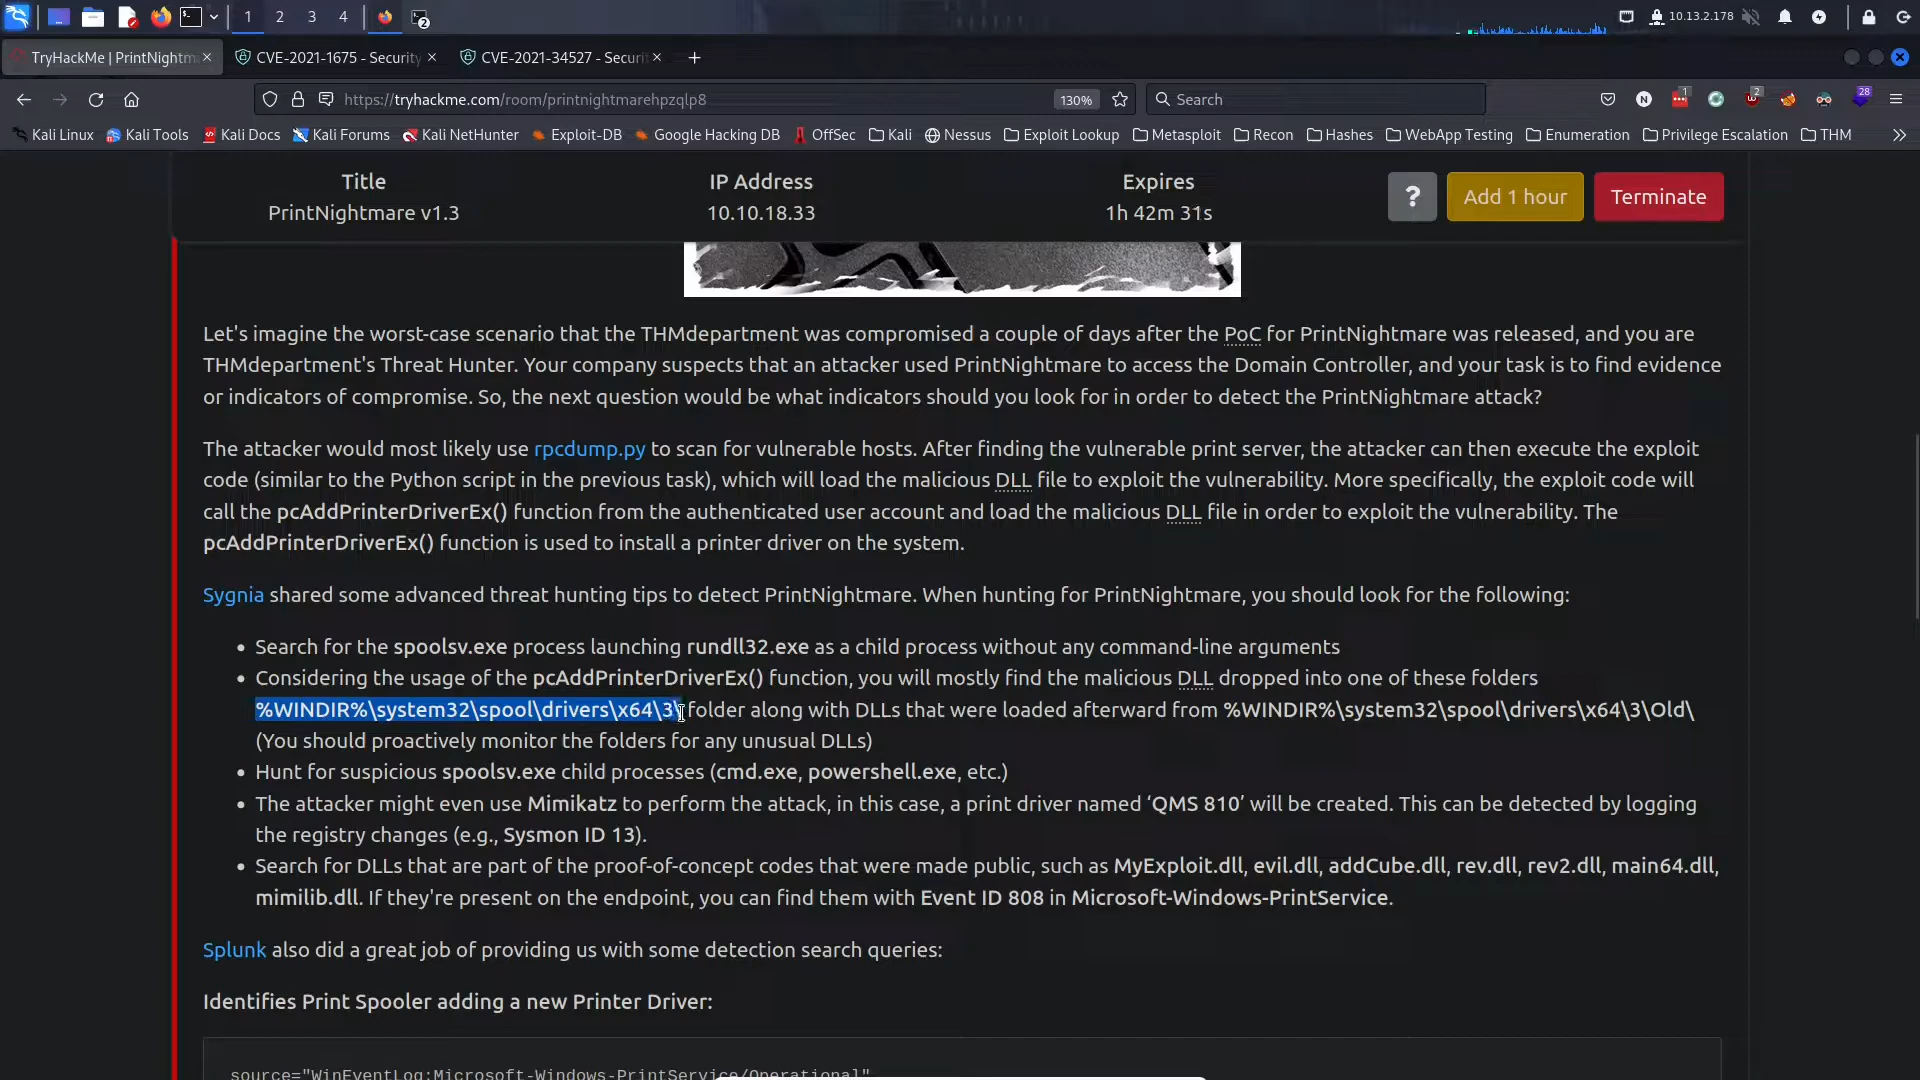 1 2 3 4 2 10.13.2.178
TryHackMe | PrintNightm CVE-2021-1675 - Security CVE-2021-34527 - Securi
https://tryhackme.com/room/printnightmarehpzqlp8 130% Search 1 2 28
Kali Linux Kali Tools Kali Docs Kali Forums Kali NetHunter Exploit-DB Google Hacking DB OffSec Kali Nessus Exploit Lookup Metasploit Recon Hashes WebApp Testing Enumeration Privilege Escalation THM
Title IP Address Expires ? Add 1 hour Terminate
PrintNightmare v1.3 10.10.18.33 1h 42m 31s
Let's imagine the worst-case scenario that the THMdepartment was compromised a couple of days after the PoC for PrintNightmare was released, and you are
THMdepartment's Threat Hunter. Your company suspects that an attacker used PrintNightmare to access the Domain Controller, and your task is to find evidence
or indicators of compromise. So, the next question would be what indicators should you look for in order to detect the PrintNightmare attack?
The attacker would most likely use rpcdump.py to scan for vulnerable hosts. After finding the vulnerable print server, the attacker can then execute the exploit
code (similar to the Python script in the previous task), which will load the malicious DLL file to exploit the vulnerability. More specifically, the exploit code will
call the pcAddPrinterDriverEx() function from the authenticated user account and load the malicious DLL file in order to exploit the vulnerability. The
pcAddPrinterDriverEx() function is used to install a printer driver on the system.
Sygnia shared some advanced threat hunting tips to detect PrintNightmare. When hunting for PrintNightmare, you should look for the following:
• Search for the spoolsv.exe process launching rundll32.exe as a child process without any command-line arguments
• Considering the usage of the pcAddPrinterDriverEx() function, you will mostly find the malicious DLL dropped into one of these folders
%WINDIR%\system32\spool\drivers\x64\3\ folder along with DLLs that were loaded afterward from %WINDIR%\system32\spool\drivers\x64\3\Old\
(You should proactively monitor the folders for any unusual DLLs)
• Hunt for suspicious spoolsv.exe child processes (cmd.exe, powershell.exe, etc.)
• The attacker might even use Mimikatz to perform the attack, in this case, a print driver named ‘QMS 810’ will be created. This can be detected by logging
the registry changes (e.g., Sysmon ID 13).
• Search for DLLs that are part of the proof-of-concept codes that were made public, such as MyExploit.dll, evil.dll, addCube.dll, rev.dll, rev2.dll, main64.dll,
mimilib.dll. If they're present on the endpoint, you can find them with Event ID 808 in Microsoft-Windows-PrintService.
Splunk also did a great job of providing us with some detection search queries:
Identifies Print Spooler adding a new Printer Driver:
source="WinEventLog:Microsoft-Windows-PrintService/Operational"